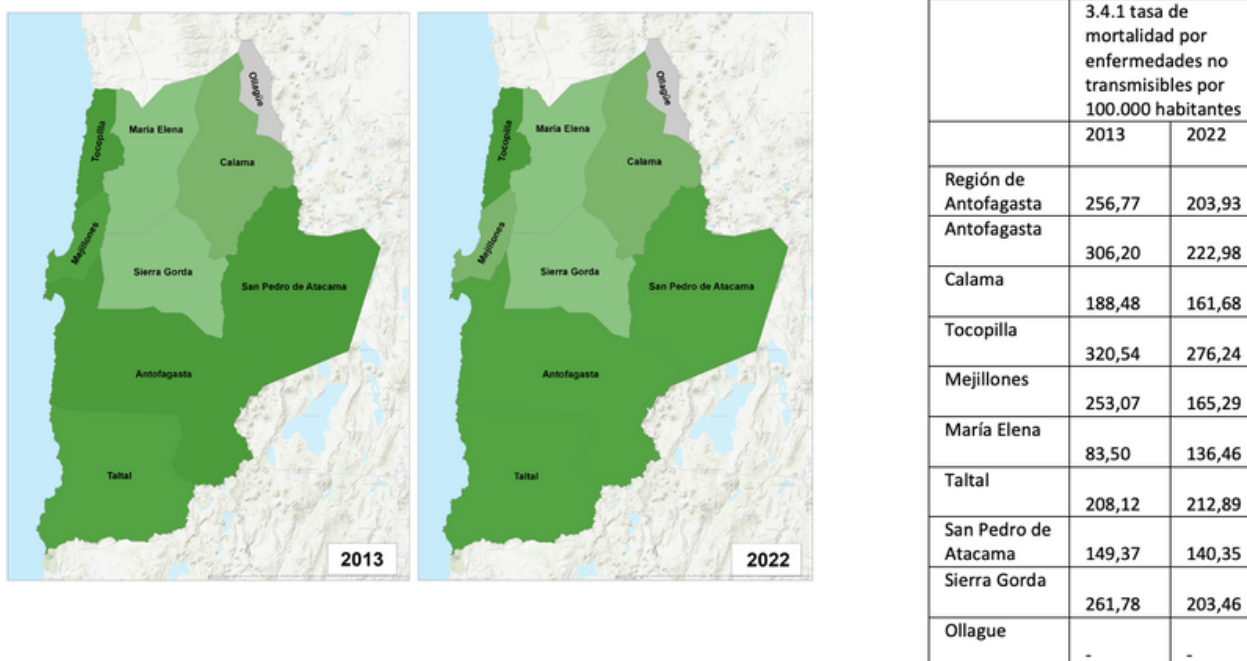 Ollagüe
Tocopilla
María Elena
Calama
Mejillones
Sierra Gorda
San Pedro de Atacama
Antofagasta
Taltal
2013
Ollagüe
Tocopilla
María Elena
Calama
Mejillones
Sierra Gorda
San Pedro de Atacama
Antofagasta
Taltal
2022
3.4.1 tasa de
mortalidad por
enfermedades no
transmisibles por
100.000 habitantes
2013 2022
Región de
Antofagasta 256,77 203,93
Antofagasta
306,20 222,98
Calama
188,48 161,68
Tocopilla
320,54 276,24
Mejillones
253,07 165,29
María Elena
83,50 136,46
Taltal
208,12 212,89
San Pedro de
Atacama 149,37 140,35
Sierra Gorda
261,78 203,46
Ollague
- -